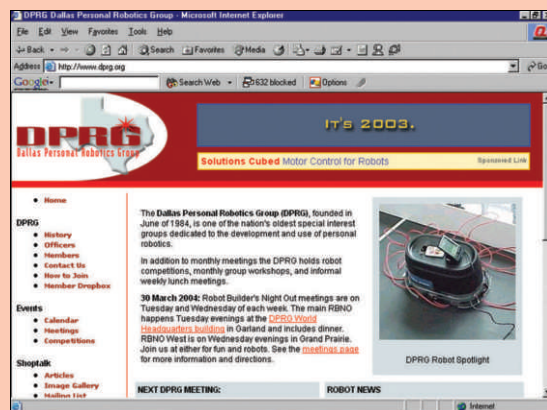 DPRG Dallas Personal Robotics Group - Microsoft Internet Explorer
File Edit View Favorites Tools Help
Back Search Favorites Media
Address http://www.dprg.org Go
Google Search Web 632 blocked Options
DPRG
Dallas Personal Robotics Group
IT'S 2003.
Solutions Cubed Motor Control for Robots Sponsored Link
Home
DPRG
History
Officers
Members
Contact Us
How to Join
Member Dropbox
Events
Calendar
Meetings
Competitions
Shoptalk
Articles
Image Gallery
Mailing List
The Dallas Personal Robotics Group (DPRG), founded in
June of 1984, is one of the nation's oldest special interest
groups dedicated to the development and use of personal
robotics.
In addition to monthly meetings the DPRG holds robot
competitions, monthly group workshops, and informal
weekly lunch meetings.
30 March 2004: Robot Builder's Night Out meetings are on
Tuesday and Wednesday of each week. The main RBNO
happens Tuesday evenings at the DPRG World
Headquarters building in Garland and includes dinner.
RBNO West is on Wednesday evenings in Grand Prairie.
Join us at either for fun and robots. See the meetings page
for more information and directions.
DPRG Robot Spotlight
NEXT DPRG MEETING: ROBOT NEWS
Internet